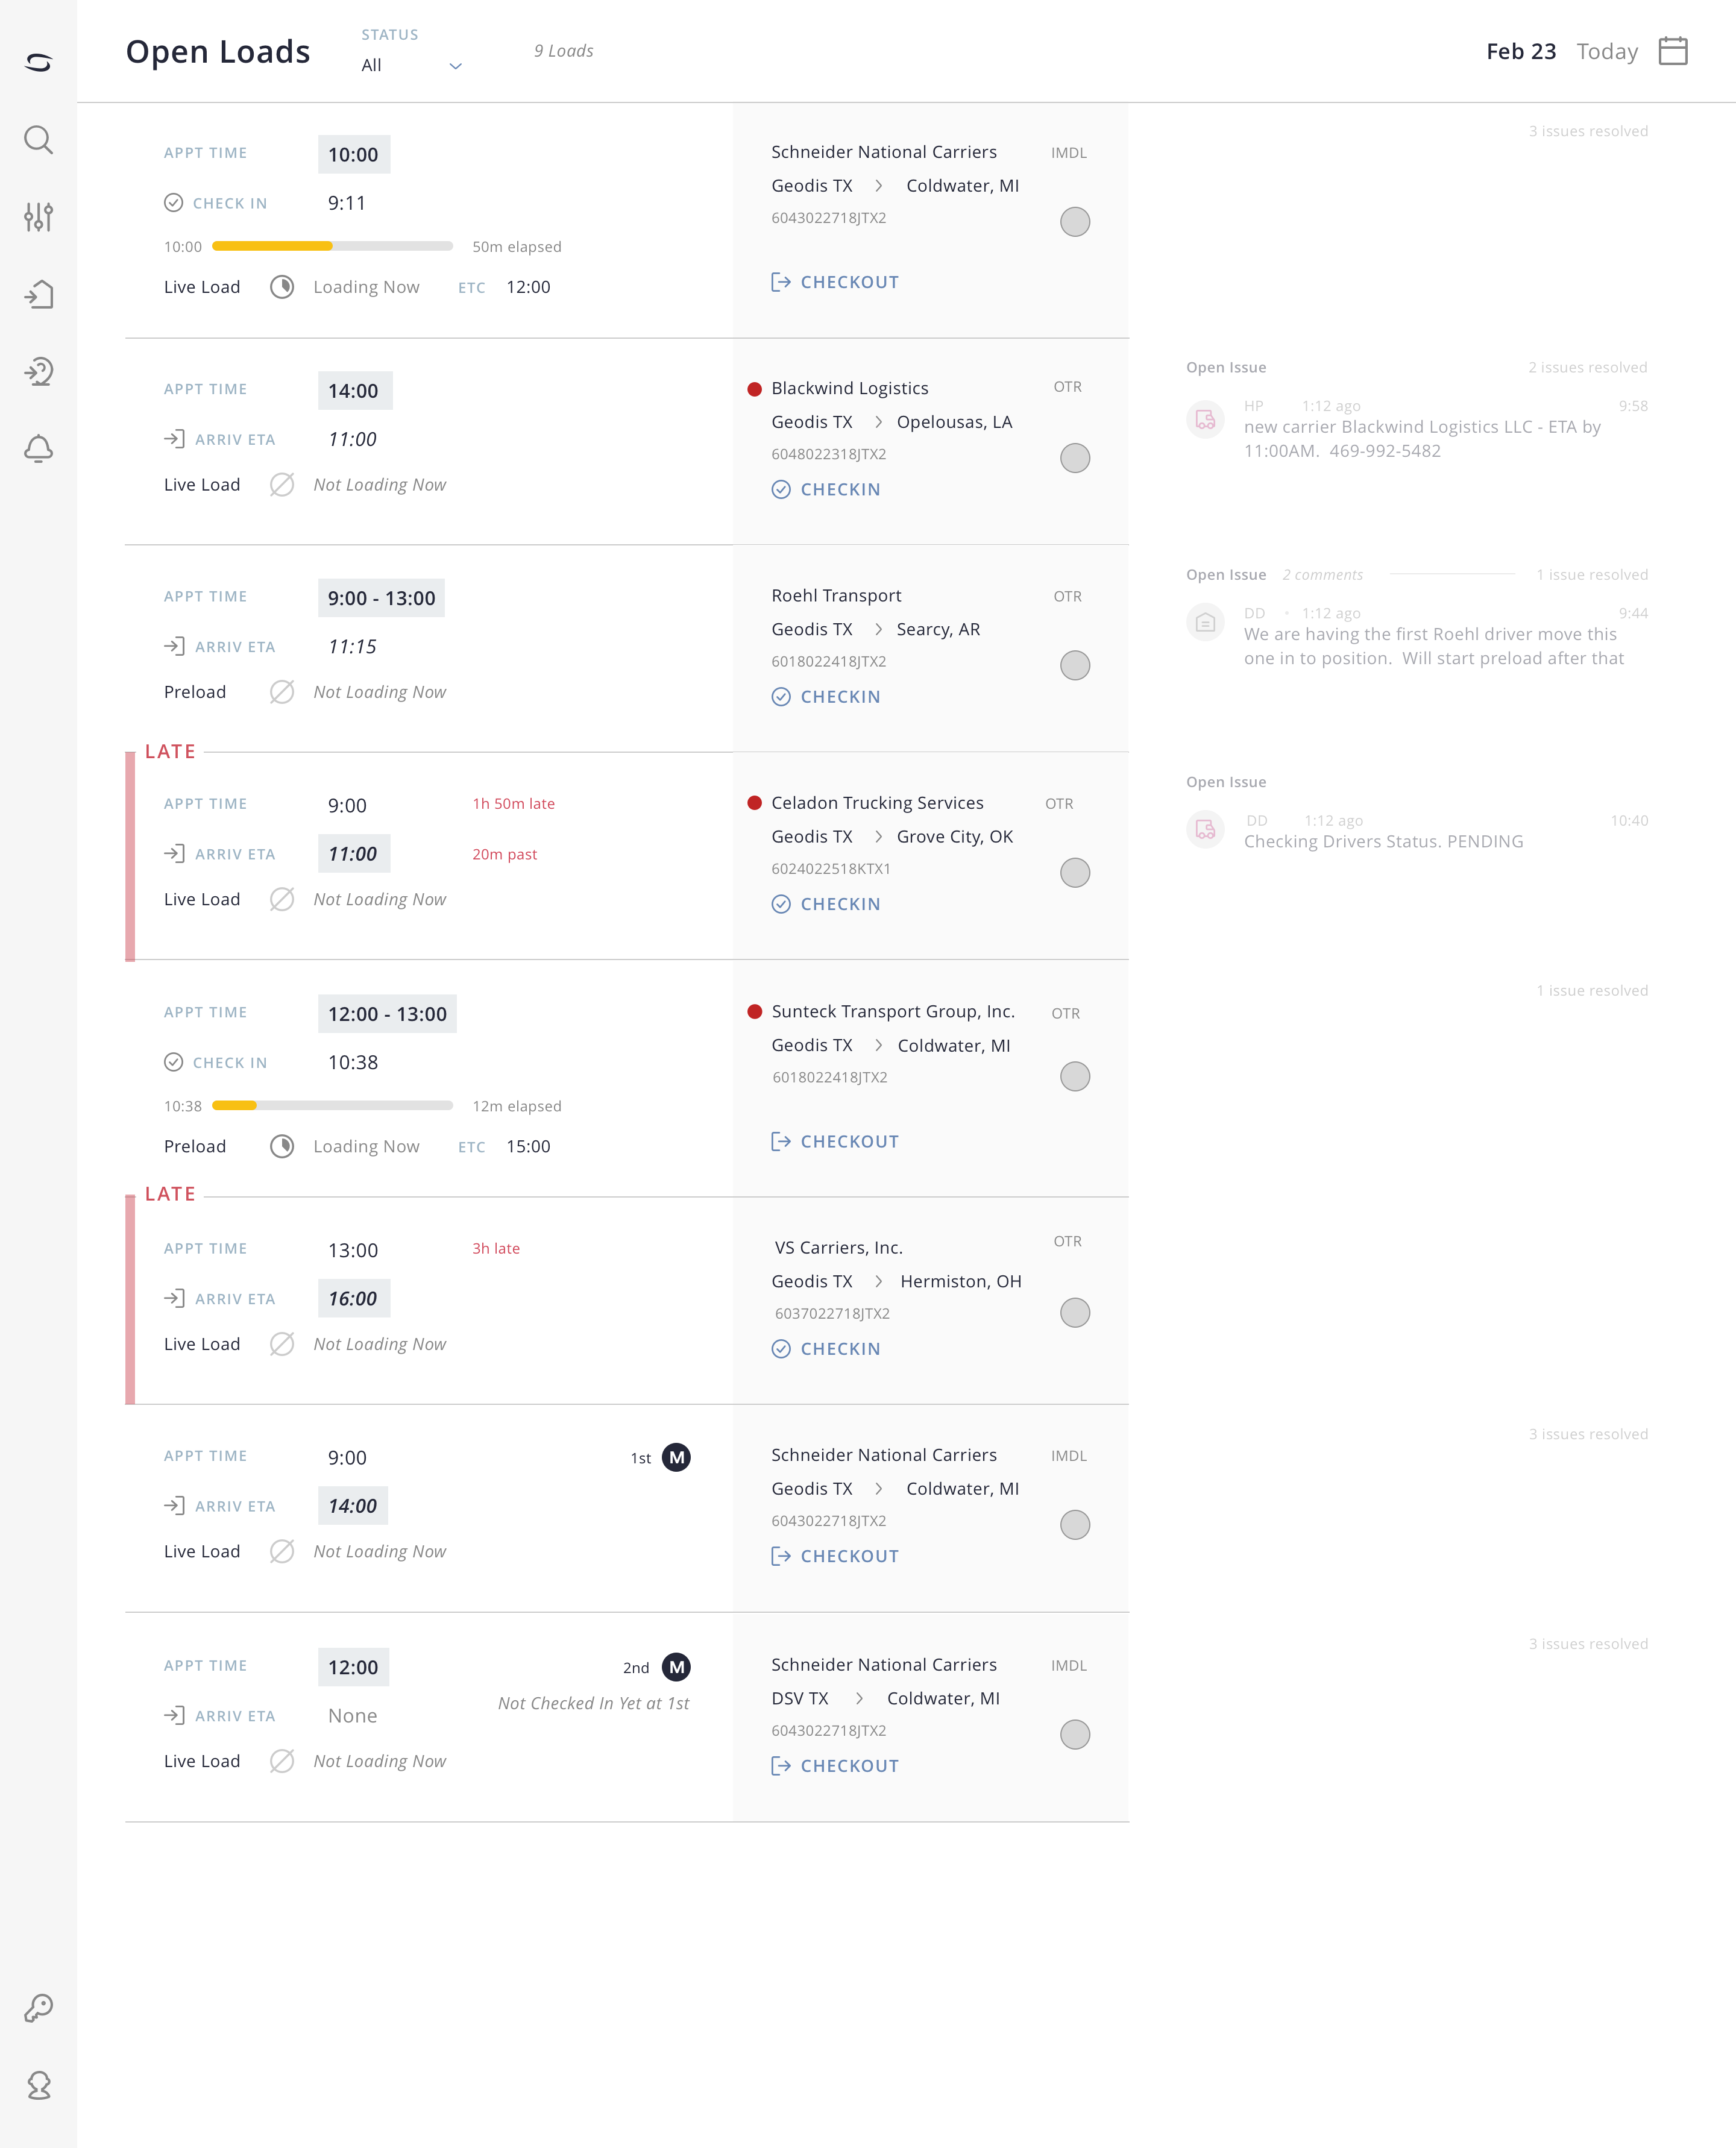 Open Loads
STATUS
All
9 Loads
Feb 23 Today
APPT TIME 10:00
CHECK IN 9:11
10:00 50m elapsed
Live Load Loading Now ETC 12:00
Schneider National Carriers IMDL
Geodis TX > Coldwater, MI
6043022718JTX2
CHECKOUT
3 issues resolved
APPT TIME 14:00
ARRIV ETA 11:00
Live Load Not Loading Now
Blackwind Logistics OTR
Geodis TX > Opelousas, LA
6048022318JTX2
CHECKIN
Open Issue 2 issues resolved
HP 1:12 ago 9:58
new carrier Blackwind Logistics LLC - ETA by
11:00AM. 469-992-5482
APPT TIME 9:00 - 13:00
ARRIV ETA 11:15
Preload Not Loading Now
Roehl Transport OTR
Geodis TX > Searcy, AR
6018022418JTX2
CHECKIN
Open Issue 2 comments 1 issue resolved
DD · 1:12 ago 9:44
We are having the first Roehl driver move this
one in to position. Will start preload after that
LATE
APPT TIME 9:00 1h 50m late
ARRIV ETA 11:00 20m past
Live Load Not Loading Now
Celadon Trucking Services OTR
Geodis TX > Grove City, OK
6024022518KTX1
CHECKIN
Open Issue
DD 1:12 ago 10:40
Checking Drivers Status. PENDING
APPT TIME 12:00 - 13:00
CHECK IN 10:38
10:38 12m elapsed
Preload Loading Now ETC 15:00
Sunteck Transport Group, Inc. OTR
Geodis TX > Coldwater, MI
6018022418JTX2
CHECKOUT
1 issue resolved
LATE
APPT TIME 13:00 3h late
ARRIV ETA 16:00
Live Load Not Loading Now
VS Carriers, Inc. OTR
Geodis TX > Hermiston, OH
6037022718JTX2
CHECKIN
APPT TIME 9:00 1st M
ARRIV ETA 14:00
Live Load Not Loading Now
Schneider National Carriers IMDL
Geodis TX > Coldwater, MI
6043022718JTX2
CHECKOUT
3 issues resolved
APPT TIME 12:00 2nd M
Not Checked In Yet at 1st
ARRIV ETA None
Live Load Not Loading Now
Schneider National Carriers IMDL
DSV TX > Coldwater, MI
6043022718JTX2
CHECKOUT
3 issues resolved